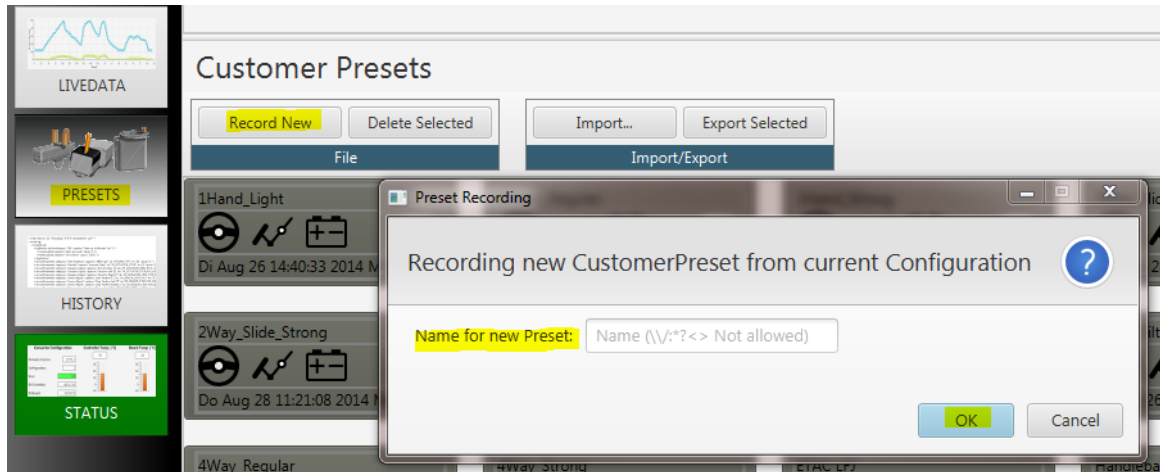 LIVEDATA
Customer Presets
Record New
Delete Selected
Import...
Export Selected
File
Import/Export
PRESETS
1Hand_Light
Di Aug 26 14:40:33 2014
Preset Recording
Recording new CustomerPreset from current Configuration
Name for new Preset:
Name (\\/:*?<> Not allowed)
OK
Cancel
HISTORY
2Way_Slide_Strong
Do Aug 28 11:21:08 2014
STATUS
4Way_Regular
4Way_Strong